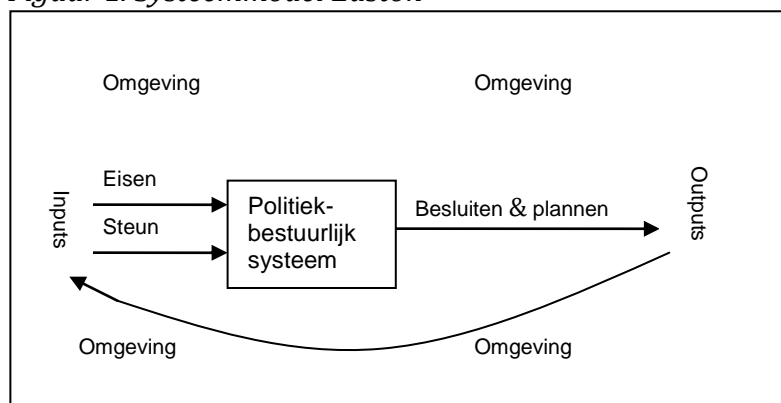 Figuur 1. Systeemmodel Easton
Omgeving Omgeving
Eisen
Steun
Inputs
Politiek-
bestuurlijk
systeem
Besluiten & plannen
Outputs
Omgeving Omgeving